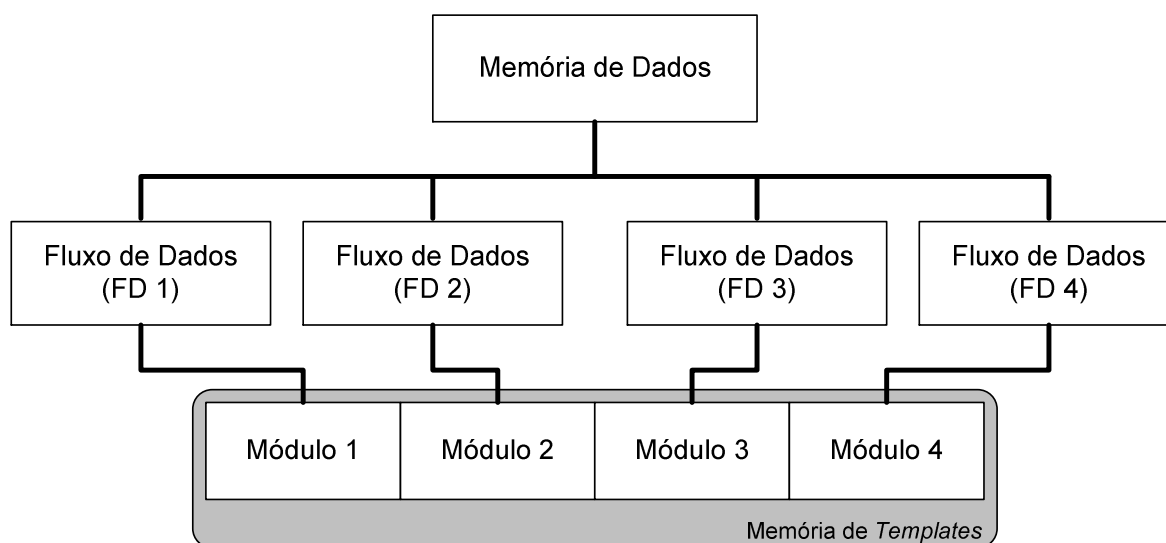 Memória de Dados
Fluxo de Dados
(FD 1)
Fluxo de Dados
(FD 2)
Fluxo de Dados
(FD 3)
Fluxo de Dados
(FD 4)
Módulo 1
Módulo 2
Módulo 3
Módulo 4
Memória de Templates